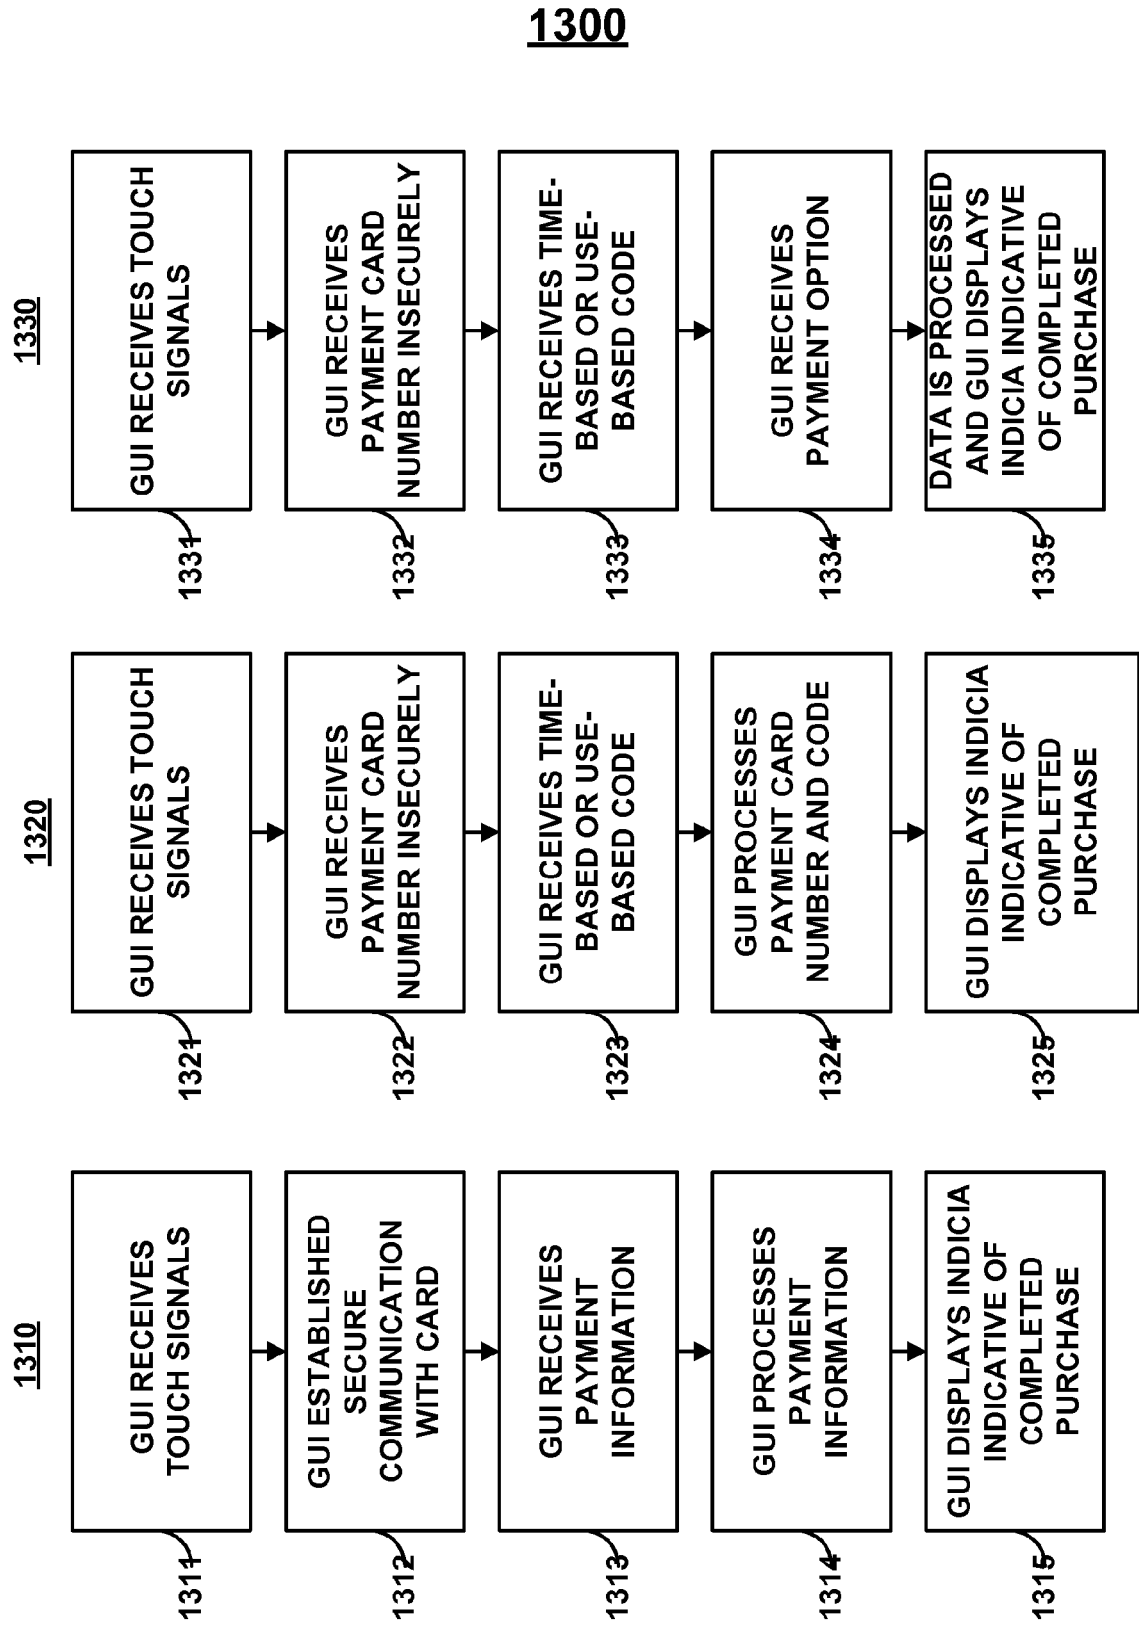 1300
1310
1311
GUI RECEIVES
TOUCH SIGNALS
1312
GUI ESTABLISHED
SECURE
COMMUNICATION
WITH CARD
1313
GUI RECEIVES
PAYMENT
INFORMATION
1314
GUI PROCESSES
PAYMENT
INFORMATION
1315
GUI DISPLAYS INDICIA
INDICATIVE OF
COMPLETED
PURCHASE
1320
1321
GUI RECEIVES TOUCH
SIGNALS
1322
GUI RECEIVES
PAYMENT CARD
NUMBER INSECURELY
1323
GUI RECEIVES TIME-
BASED OR USE-
BASED CODE
1324
GUI PROCESSES
PAYMENT CARD
NUMBER AND CODE
1325
GUI DISPLAYS INDICIA
INDICATIVE OF
COMPLETED
PURCHASE
1330
1331
GUI RECEIVES TOUCH
SIGNALS
1332
GUI RECEIVES
PAYMENT CARD
NUMBER INSECURELY
1333
GUI RECEIVES TIME-
BASED OR USE-
BASED CODE
1334
GUI RECEIVES
PAYMENT OPTION
1335
DATA IS PROCESSED
AND GUI DISPLAYS
INDICIA INDICATIVE
OF COMPLETED
PURCHASE